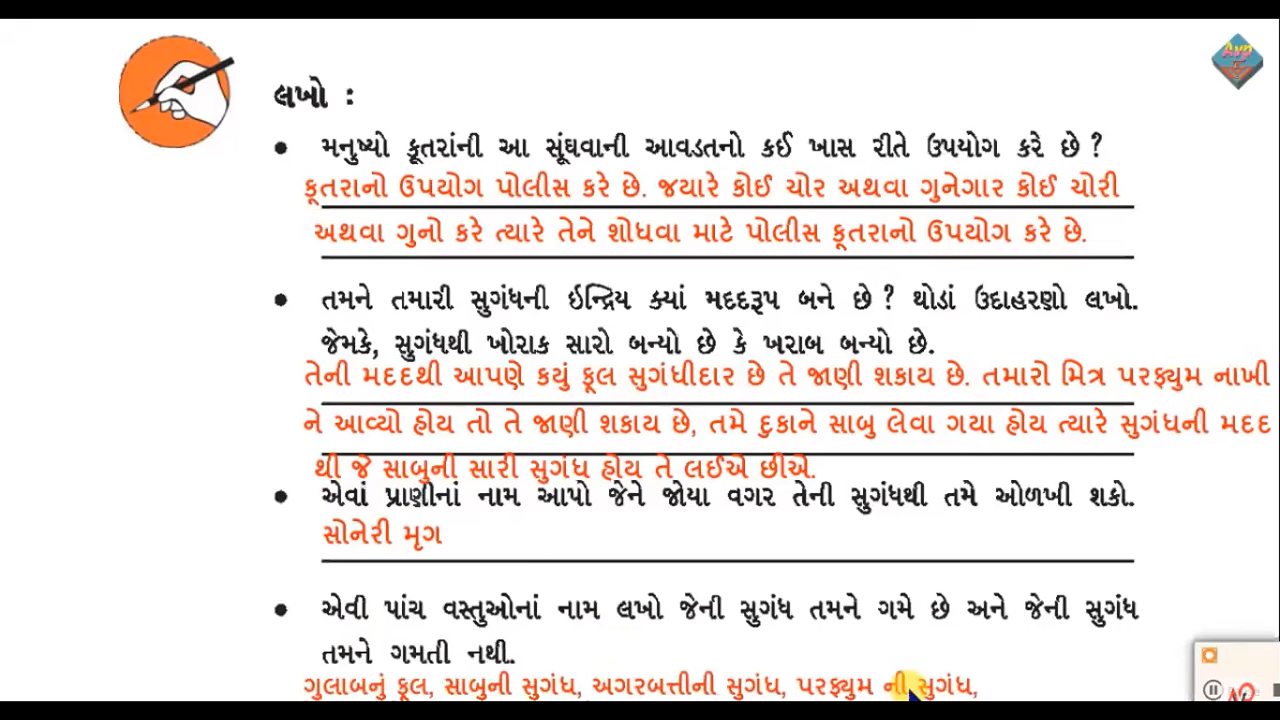 લખો :
• મનુષ્યો કૂતરાંની આ સૂંઘવાની આવડતનો કઈ ખાસ રીતે ઉપયોગ કરે છે ?
કૂતરાનો ઉપયોગ પોલીસ કરે છે. જયારે કોઈ ચોર અથવા ગુનેગાર કોઈ ચોરી
અથવા ગુનો કરે ત્યારે તેને શોધવા માટે પોલીસ કૂતરાનો ઉપયોગ કરે છે.
• તમને તમારી સુગંધની ઇન્દ્રિય ક્યાં મદદરૂપ બને છે ? થોડાં ઉદાહરણો લખો.
જેમકે, સુગંધથી ખોરાક સારો બન્યો છે કે ખરાબ બન્યો છે.
તેની મદદથી આપણે કયું ફૂલ સુગંધીદાર છે તે જાણી શકાય છે. તમારો મિત્ર પરફ્યુમ નાખી
ને આવ્યો હોય તો તે જાણી શકાય છે, તમે દુકાને સાબુ લેવા ગયા હોય ત્યારે સુગંધની મદદ
થી જે સાબુની સારી સુગંધ હોય તે લઈએ છીએ.
• એવાં પ્રાણીનાં નામ આપો જેને જોયા વગર તેની સુગંધથી તમે ઓળખી શકો.
સોનેરી મૃગ
• એવી પાંચ વસ્તુઓનાં નામ લખો જેની સુગંધ તમને ગમે છે અને જેની સુગંધ
તમને ગમતી નથી.
ગુલાબનું ફૂલ, સાબુની સુગંધ, અગરબત્તીની સુગંધ, પરફ્યુમ ની સુગંધ,